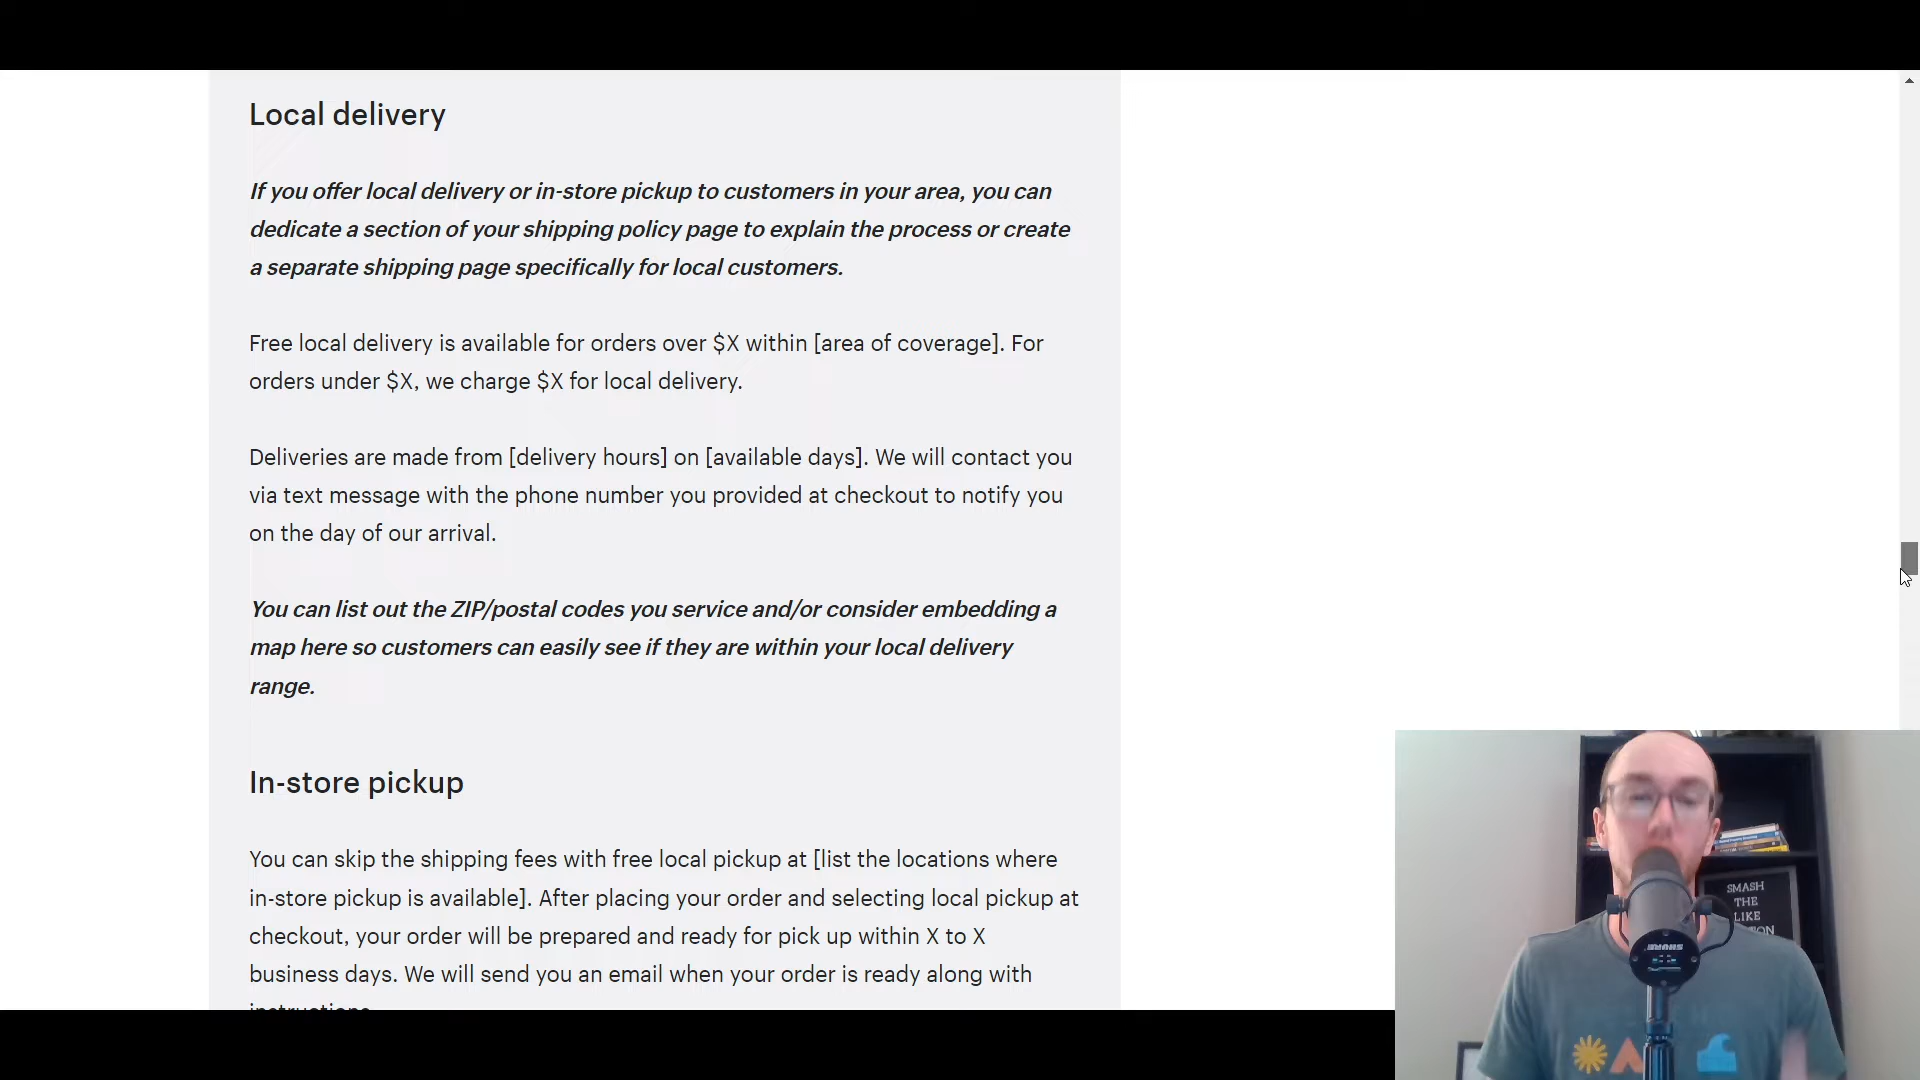 Local delivery
If you offer local delivery or in-store pickup to customers in your area, you can
dedicate a section of your shipping policy page to explain the process or create
a separate shipping page specifically for local customers.
Free local delivery is available for orders over $X within [area of coverage]. For
orders under $X, we charge $X for local delivery.
Deliveries are made from [delivery hours] on [available days]. We will contact you
via text message with the phone number you provided at checkout to notify you
on the day of our arrival.
You can list out the ZIP/postal codes you service and/or consider embedding a
map here so customers can easily see if they are within your local delivery
range.
In-store pickup
You can skip the shipping fees with free local pickup at [list the locations where
in-store pickup is available]. After placing your order and selecting local pickup at
checkout, your order will be prepared and ready for pick up within X to X
business days. We will send you an email when your order is ready along with
SMASH
THE
LIKE